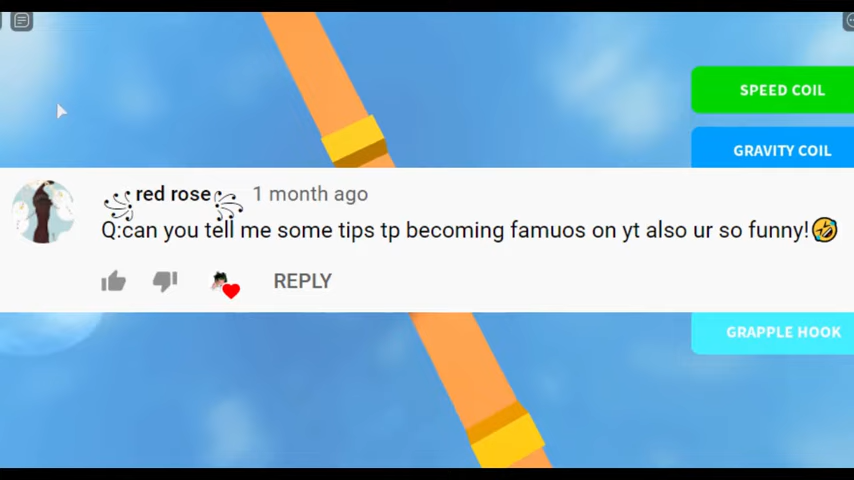 SPEED COIL
GRAVITY COIL
꧁red rose꧂ 1 month ago
Q:can you tell me some tips tp becoming famuos on yt also ur so funny!🤣
REPLY
GRAPPLE HOOK